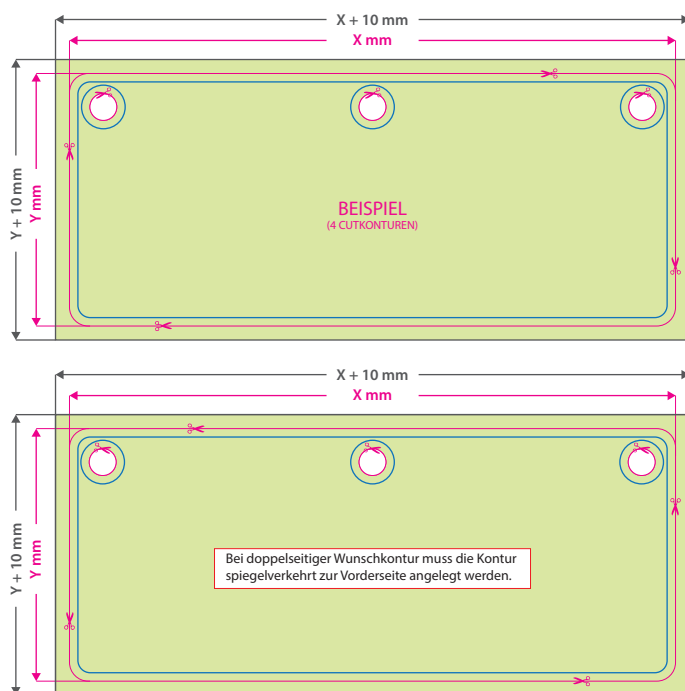 X + 10 mm
X mm
Y + 10 mm
Y mm
BEISPIEL
(4 CUTKONTUREN)
X + 10 mm
X mm
Y + 10 mm
Y mm
Bei doppelseitiger Wunschkontur muss die Kontur
spiegelverkehrt zur Vorderseite angelegt werden.